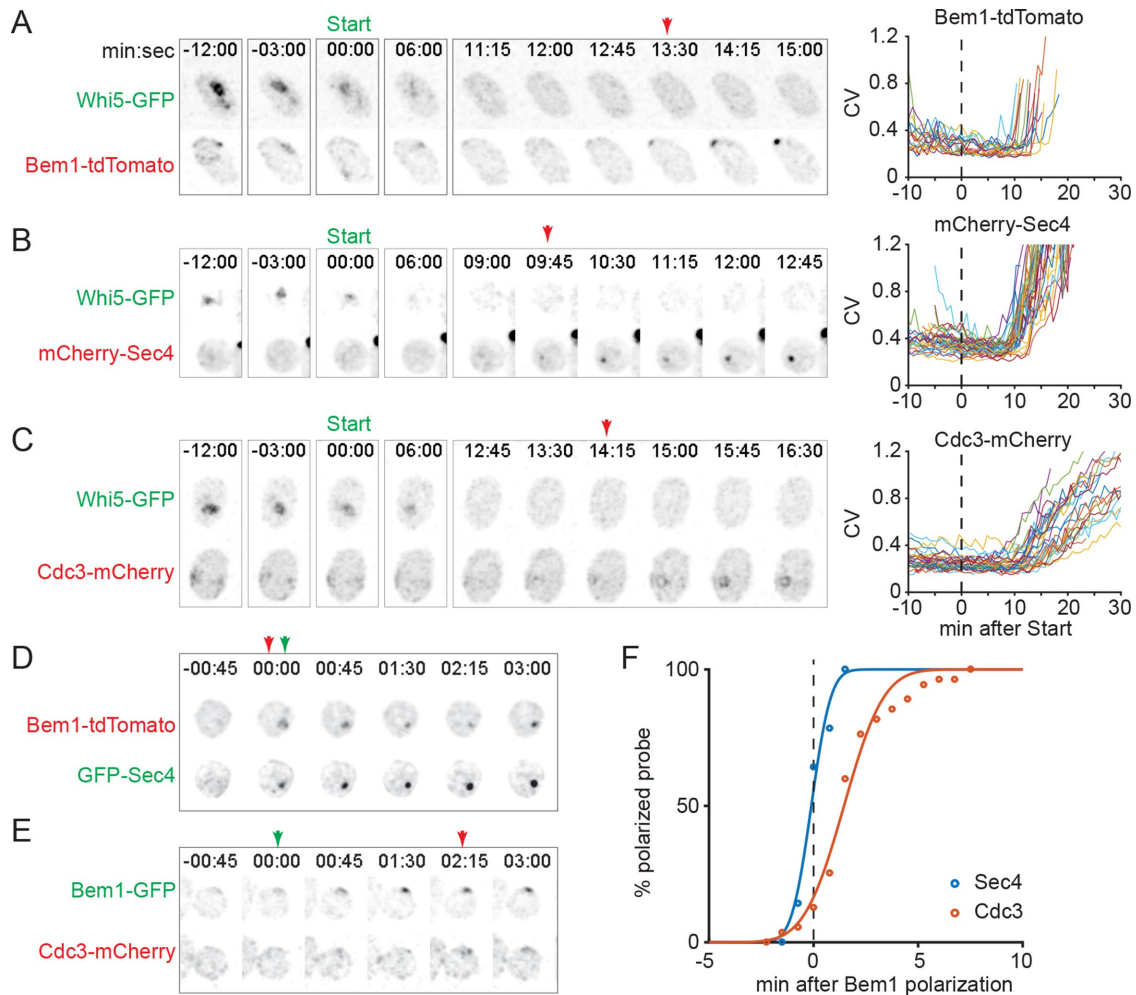 A
Start
min:sec -12:00 -03:00 00:00 06:00 11:15 12:00 12:45 13:30 14:15 15:00
Whi5-GFP
Bem1-tdTomato
Bem1-tdTomato
CV
1.2
0.8
0.4
0
-10 0 10 20 30
B
Start
-12:00 -03:00 00:00 06:00 09:00 09:45 10:30 11:15 12:00 12:45
Whi5-GFP
mCherry-Sec4
mCherry-Sec4
CV
1.2
0.8
0.4
0
-10 0 10 20 30
C
Start
-12:00 -03:00 00:00 06:00 12:45 13:30 14:15 15:00 15:45 16:30
Whi5-GFP
Cdc3-mCherry
Cdc3-mCherry
CV
1.2
0.8
0.4
0
-10 0 10 20 30
min after Start
D
-00:45 00:00 00:45 01:30 02:15 03:00
Bem1-tdTomato
GFP-Sec4
E
-00:45 00:00 00:45 01:30 02:15 03:00
Bem1-GFP
Cdc3-mCherry
F
% polarized probe
100
50
0
Sec4
Cdc3
-5 0 5 10
min after Bem1 polarization